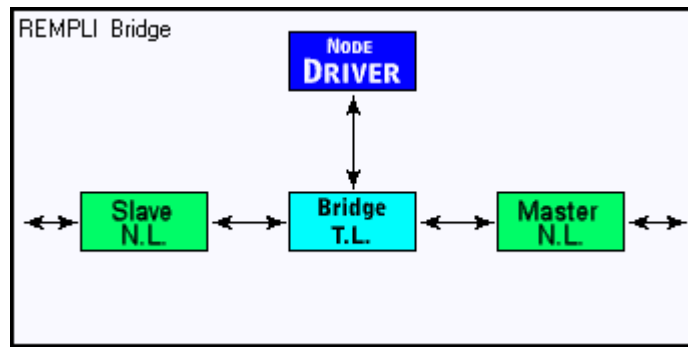 REMPLI Bridge
NODE
DRIVER
Slave
N.L.
Bridge
T.L.
Master
N.L.